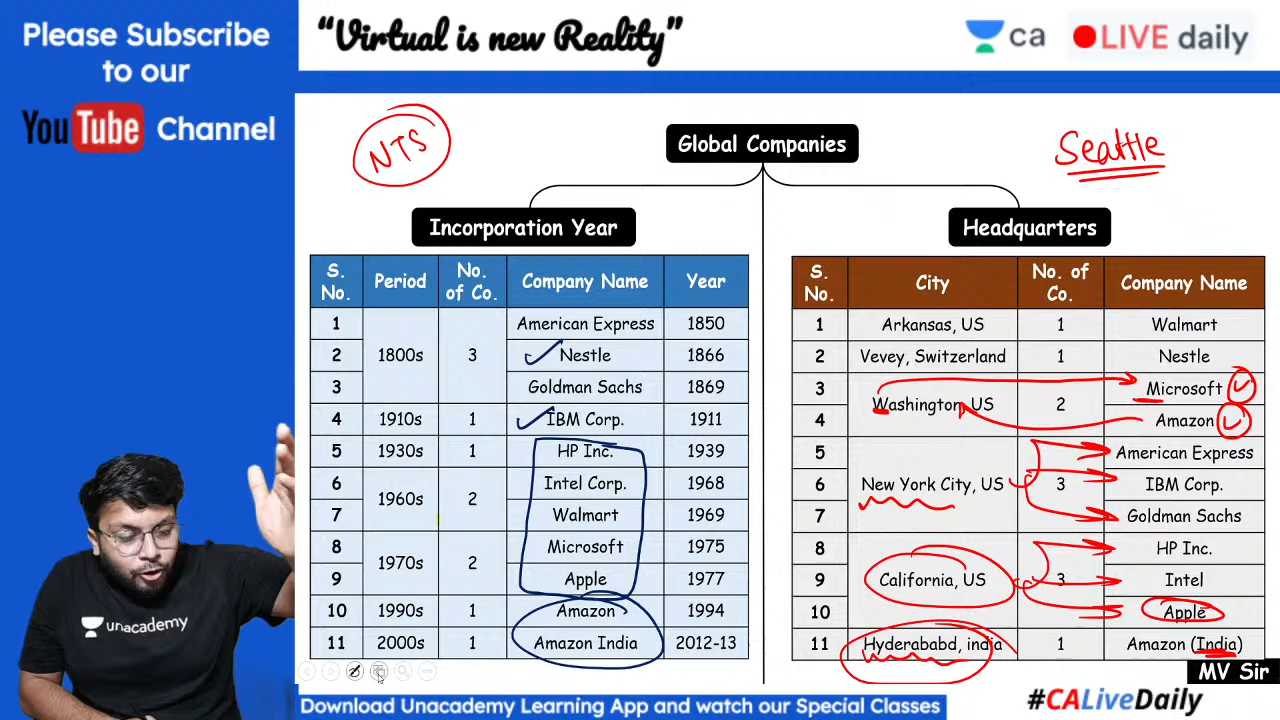 Please Subscribe
to our
YouTube Channel
“Virtual is new Reality”
ca
LIVE daily
NTS
Global Companies
Seattle
Incorporation Year
S. No. Period No. of Co. Company Name Year
1 1800s 3 American Express 1850
2 Nestle 1866
3 Goldman Sachs 1869
4 1910s 1 IBM Corp. 1911
5 1930s 1 HP Inc. 1939
6 1960s 2 Intel Corp. 1968
7 Walmart 1969
8 1970s 2 Microsoft 1975
9 Apple 1977
10 1990s 1 Amazon 1994
11 2000s 1 Amazon India 2012-13
Headquarters
S. No. City No. of Co. Company Name
1 Arkansas, US 1 Walmart
2 Vevey, Switzerland 1 Nestle
3 Washington, US 2 Microsoft
4 Amazon
5 New York City, US 3 American Express
6 IBM Corp.
7 Goldman Sachs
8 California, US 3 HP Inc.
9 Intel
10 Apple
11 Hyderababd, india 1 Amazon (India)
unacademy
MV Sir
Download Unacademy Learning App and watch our Special Classes
#CALiveDaily